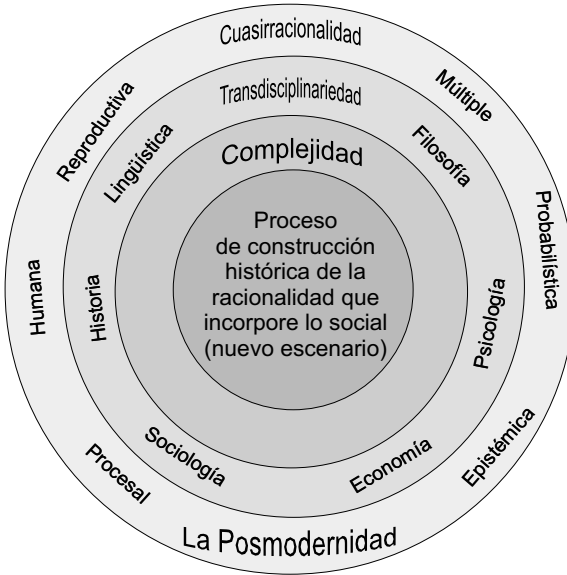 Cuasirracionalidad
Múltiple
Probabilística
Epistémica
La Posmodernidad
Procesal
Humana
Reproductiva
Transdisciplinariedad
Filosofía
Psicología
Economía
Sociología
Historia
Lingüística
Complejidad
Proceso
de construcción
histórica de la
racionalidad que
incorpore lo social
(nuevo escenario)